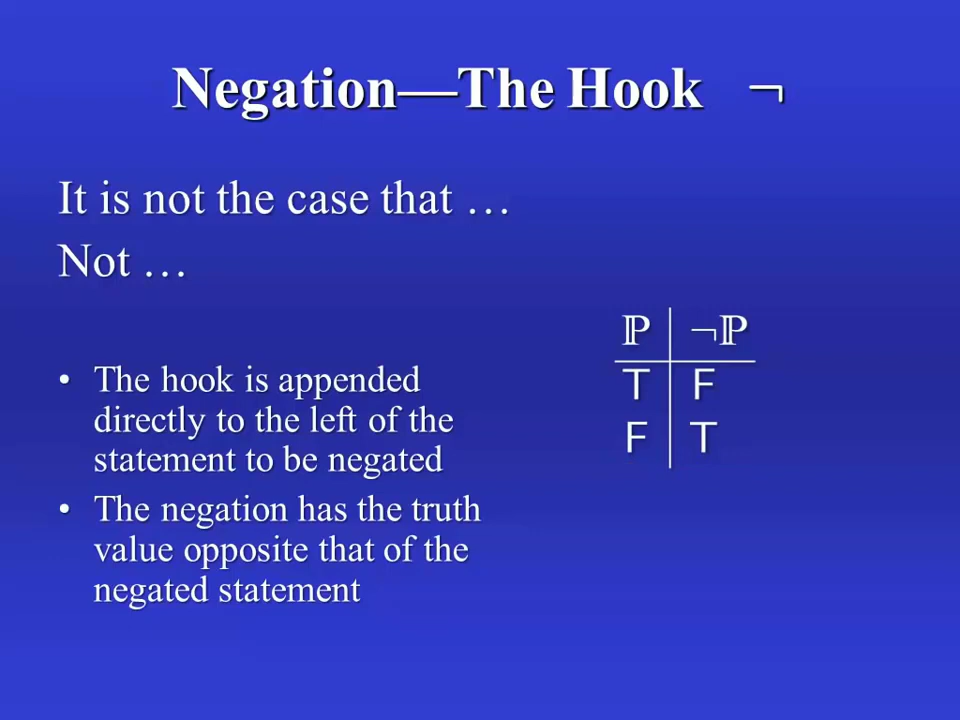 Negation—The Hook ¬
It is not the case that …
Not …
• The hook is appended
directly to the left of the
statement to be negated
• The negation has the truth
value opposite that of the
negated statement
ℙ ¬ℙ
T F
F T